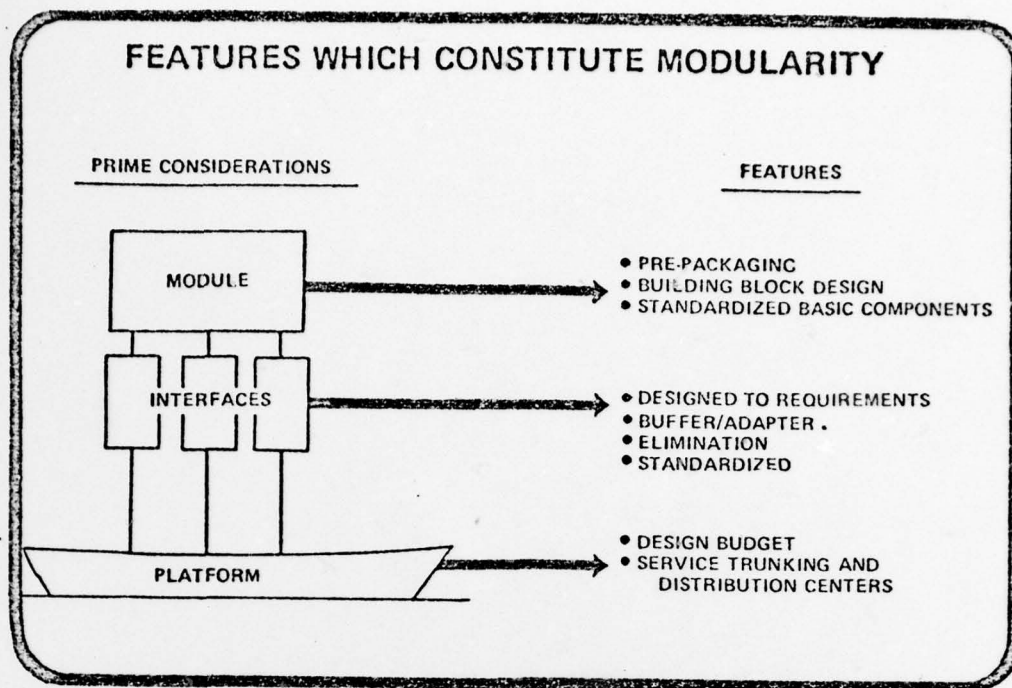 FEATURES WHICH CONSTITUTE MODULARITY
PRIME CONSIDERATIONS
FEATURES
MODULE
• PRE-PACKAGING
• BUILDING BLOCK DESIGN
• STANDARDIZED BASIC COMPONENTS
INTERFACES
• DESIGNED TO REQUIREMENTS
• BUFFER/ADAPTER .
• ELIMINATION
• STANDARDIZED
PLATFORM
• DESIGN BUDGET
• SERVICE TRUNKING AND
DISTRIBUTION CENTERS